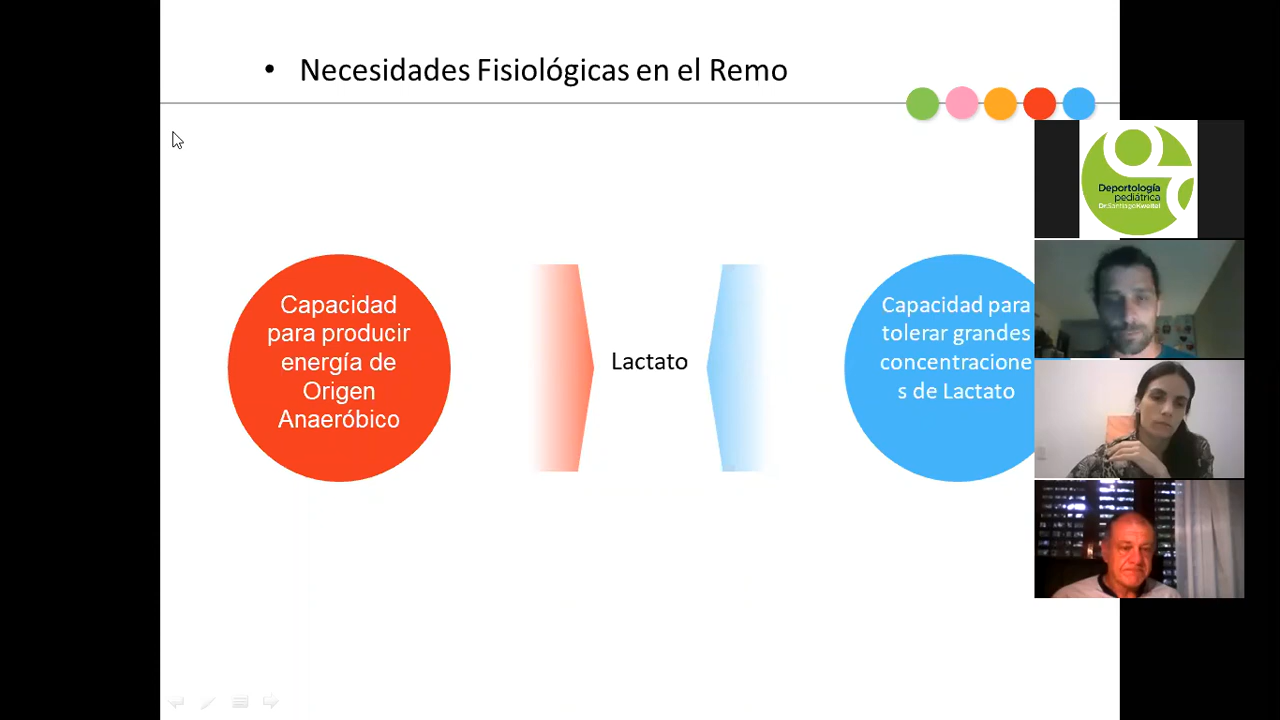 • Necesidades Fisiológicas en el Remo
Capacidad
para producir
energía de
Origen
Anaeróbico
Lactato
Capacidad para
tolerar grandes
concentracione
s de Lactato
Deportología
pediátrica
Dr.Santiago Kweitel